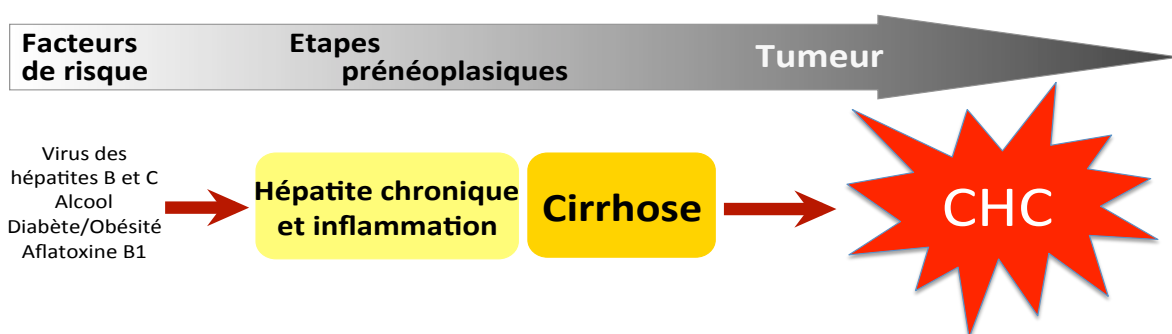 Facteurs
de risque
Etapes
prénéoplasiques
Tumeur
Virus des
hépatites B et C
Alcool
Diabète/Obésité
Aflatoxine B1
Hépatite chronique
et inflammation
Cirrhose
CHC